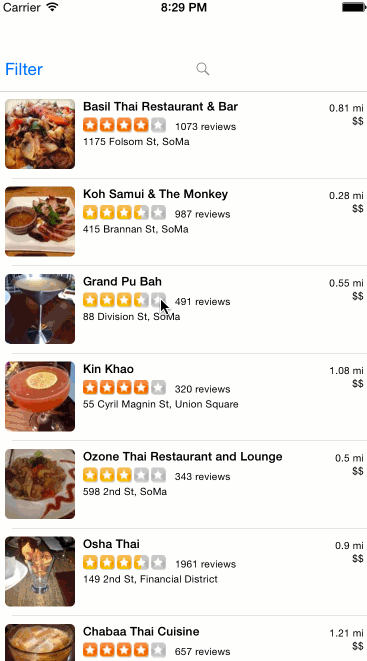 Carrier 8:29 PM
Filter
Basil Thai Restaurant & Bar 0.81 mi
1073 reviews $$
1175 Folsom St, SoMa
Koh Samui & The Monkey 0.28 mi
987 reviews $$
415 Brannan St, SoMa
Grand Pu Bah 0.55 mi
491 reviews $$
88 Division St, SoMa
Kin Khao 1.08 mi
320 reviews $$
55 Cyril Magnin St, Union Square
Ozone Thai Restaurant and Lounge 0.5 mi
343 reviews $$
598 2nd St, SoMa
Osha Thai 0.9 mi
1961 reviews $$
149 2nd St, Financial District
Chabaa Thai Cuisine 1.21 mi
657 reviews $$